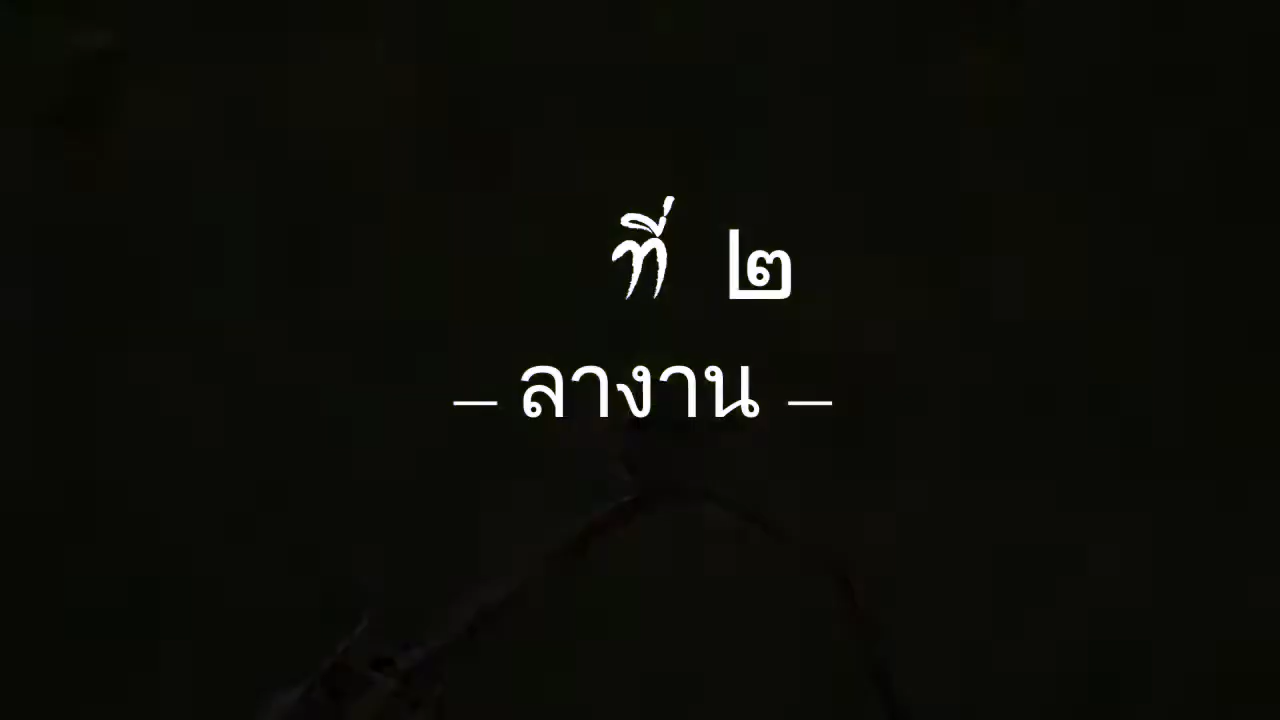 ที่ ๒
– ลางาน –